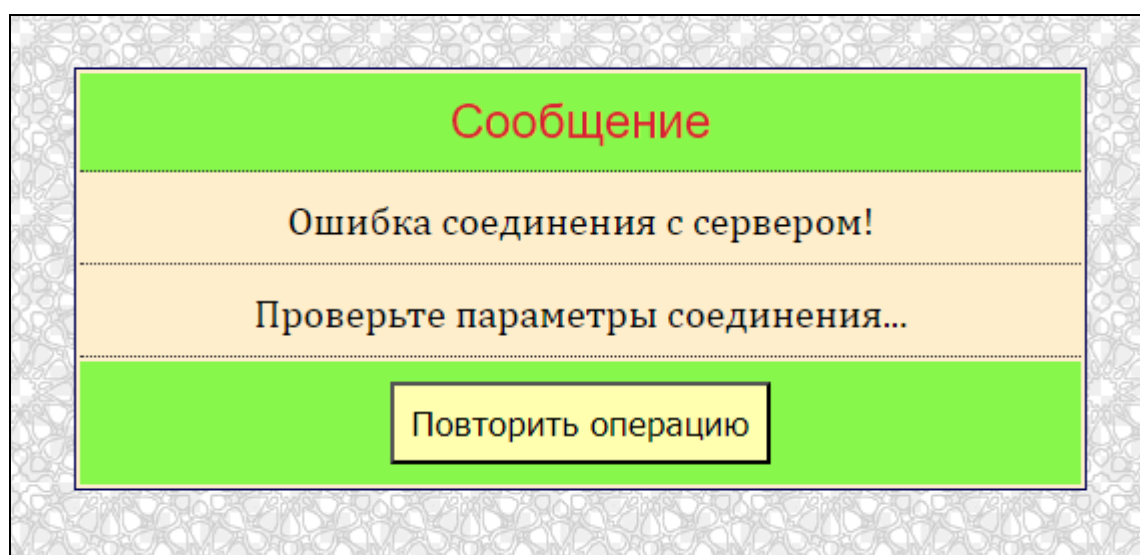 Сообщение
Ошибка соединения с сервером!
Проверьте параметры соединения...
Повторить операцию